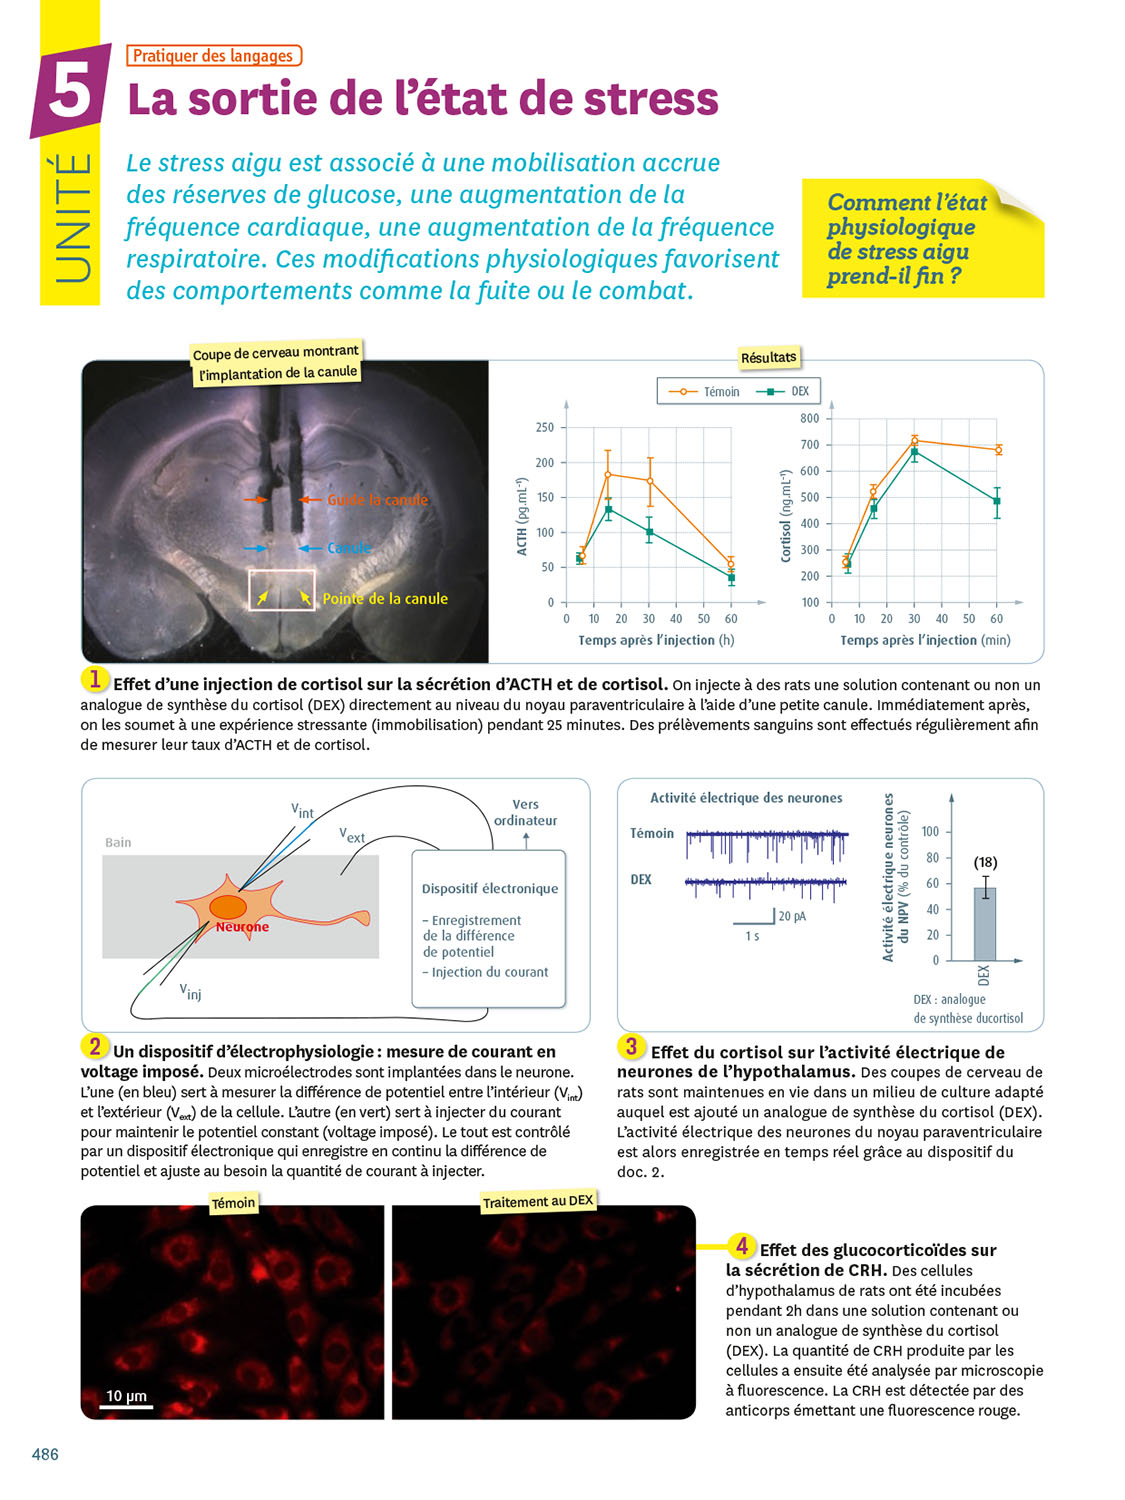 5
UNITÉ
Pratiquer des langages
La sortie de l'état de stress
Le stress aigu est associé à une mobilisation accrue
des réserves de glucose, une augmentation de la
fréquence cardiaque, une augmentation de la fréquence
respiratoire. Ces modifications physiologiques favorisent
des comportements comme la fuite ou le combat.
Comment l'état
physiologique
de stress aigu
prend-il fin ?
Coupe de cerveau montrant
l'implantation de la canule
Guide la canule
Canule
Pointe de la canule
Résultats
Témoin DEX
ACTH (pg.mL⁻¹)
250
200
150
100
50
0
0 10 20 30 40 50 60
Temps après l'injection (h)
Cortisol (ng.mL⁻¹)
800
700
600
500
400
300
200
100
0 10 20 30 40 50 60
Temps après l'injection (min)
1 Effet d'une injection de cortisol sur la sécrétion d'ACTH et de cortisol. On injecte à des rats une solution contenant ou non un
analogue de synthèse du cortisol (DEX) directement au niveau du noyau paraventriculaire à l'aide d'une petite canule. Immédiatement après,
on les soumet à une expérience stressante (immobilisation) pendant 25 minutes. Des prélèvements sanguins sont effectués régulièrement afin
de mesurer leur taux d'ACTH et de cortisol.
Bain
Vint
Vext
Neurone
Vinj
Vers
ordinateur
Dispositif électronique
– Enregistrement
de la différence
de potentiel
– Injection du courant
2 Un dispositif d'électrophysiologie : mesure de courant en
voltage imposé. Deux microélectrodes sont implantées dans le neurone.
L'une (en bleu) sert à mesurer la différence de potentiel entre l'intérieur (Vint)
et l'extérieur (Vext) de la cellule. L'autre (en vert) sert à injecter du courant
pour maintenir le potentiel constant (voltage imposé). Le tout est contrôlé
par un dispositif électronique qui enregistre en continu la différence de
potentiel et ajuste au besoin la quantité de courant à injecter.
Activité électrique des neurones
Témoin
DEX
20 pA
1 s
Activité électrique neurones
du NPV (% du contrôle)
100
80
60
40
20
0
(18)
DEX
DEX : analogue
de synthèse ducortisol
3 Effet du cortisol sur l'activité électrique de
neurones de l'hypothalamus. Des coupes de cerveau de
rats sont maintenues en vie dans un milieu de culture adapté
auquel est ajouté un analogue de synthèse du cortisol (DEX).
L'activité électrique des neurones du noyau paraventriculaire
est alors enregistrée en temps réel grâce au dispositif du
doc. 2.
Témoin
Traitement au DEX
10 µm
4 Effet des glucocorticoïdes sur
la sécrétion de CRH. Des cellules
d'hypothalamus de rats ont été incubées
pendant 2h dans une solution contenant ou
non un analogue de synthèse du cortisol
(DEX). La quantité de CRH produite par les
cellules a ensuite été analysée par microscopie
à fluorescence. La CRH est détectée par des
anticorps émettant une fluorescence rouge.
486